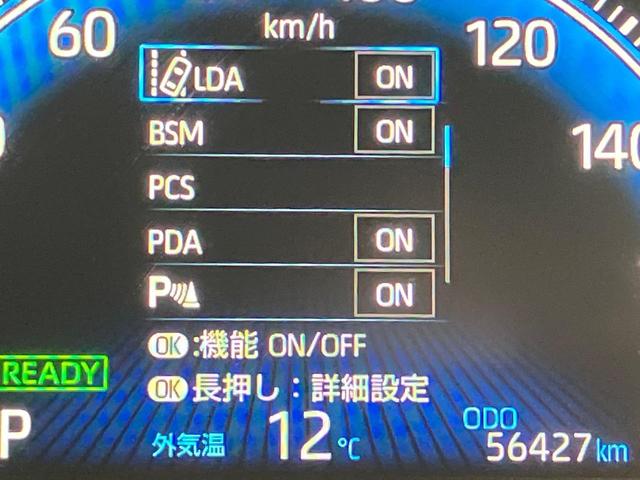 60
km/h
120
LDA ON
140
BSM ON
PCS
PDA ON
P ON
OK:機能 ON/OFF
OK長押し:詳細設定
READY
P
外気温 12℃
ODO
56427km